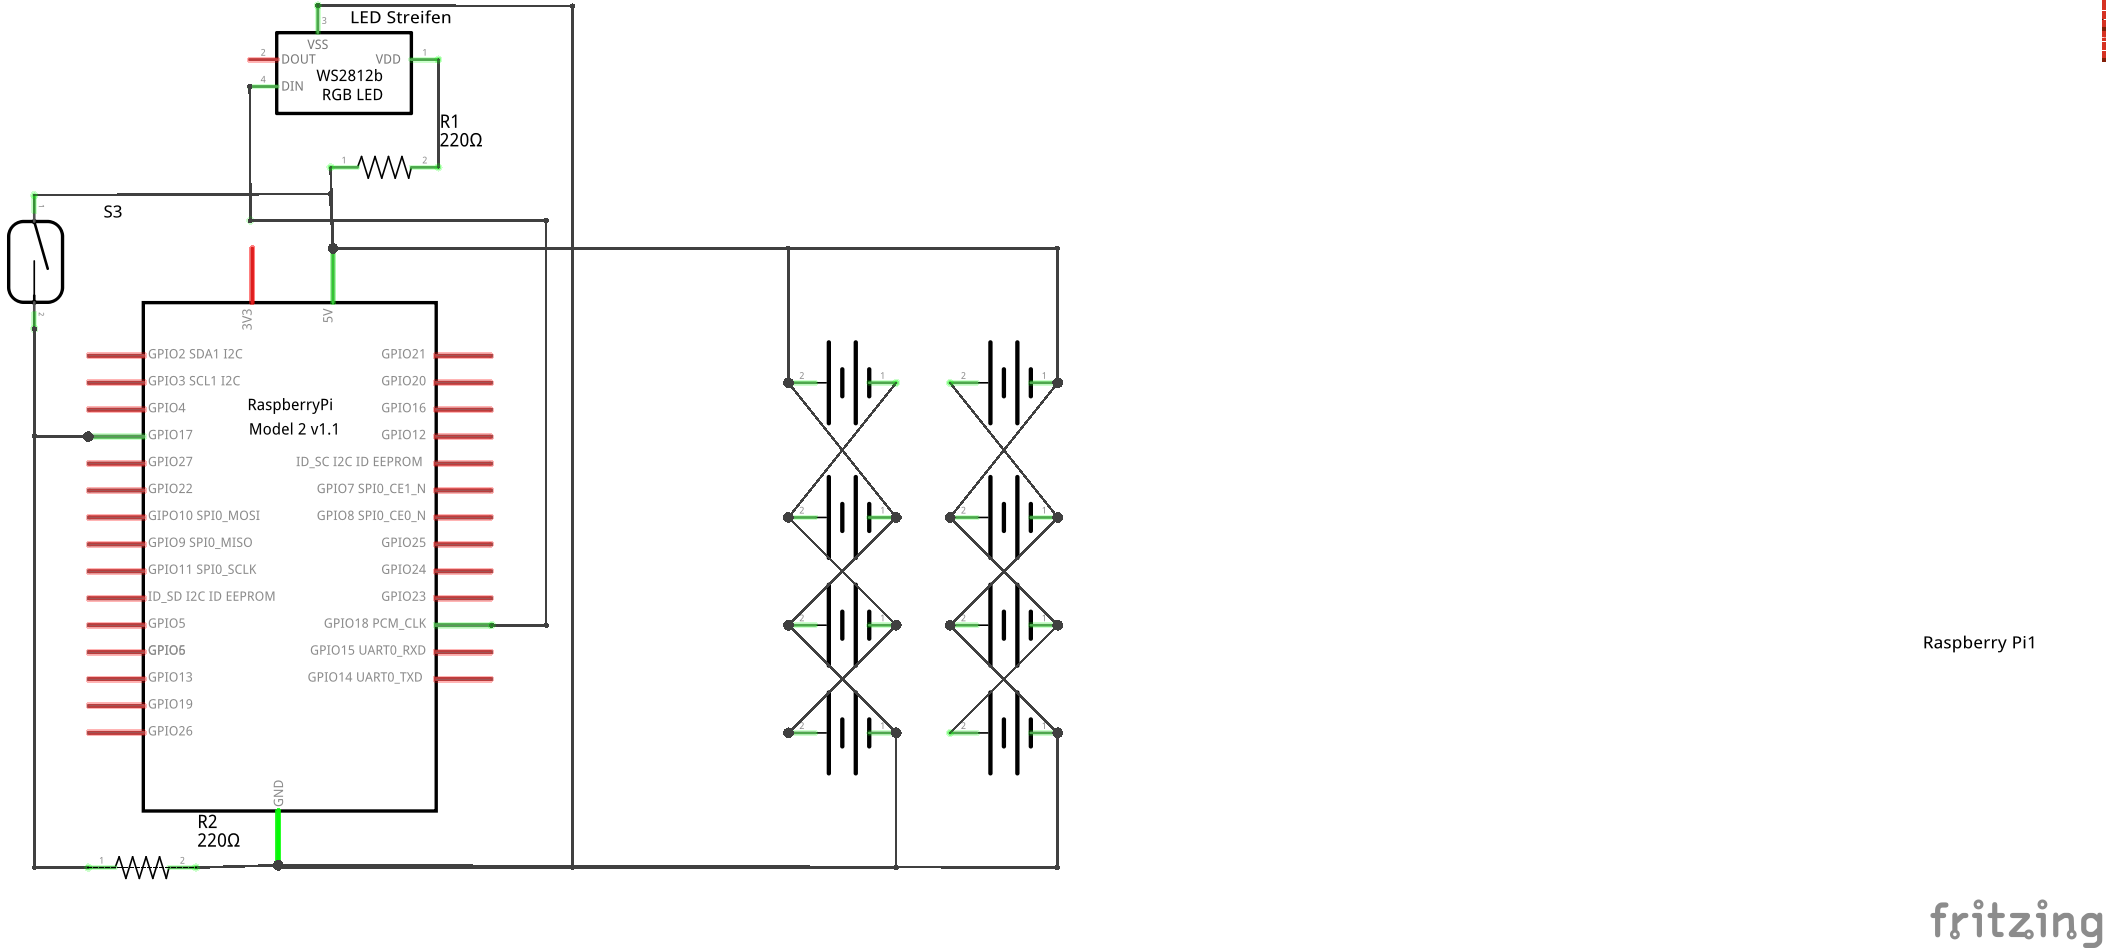 3
LED Streifen
VSS
2
DOUT
VDD
1
WS2812b
4
DIN
RGB LED
R1
220Ω
1
2
1
S3
2
3V3
5V
GPIO2 SDA1 I2C
GPIO21
GPIO3 SCL1 I2C
GPIO20
RaspberryPi
GPIO4
GPIO16
Model 2 v1.1
GPIO17
GPIO12
GPIO27
ID_SC I2C ID EEPROM
GPIO22
GPIO7 SPI0_CE1_N
GIPO10 SPI0_MOSI
GPIO8 SPI0_CE0_N
GPIO9 SPI0_MISO
GPIO25
GPIO11 SPI0_SCLK
GPIO24
ID_SD I2C ID EEPROM
GPIO23
GPIO5
GPIO18 PCM_CLK
GPIO6
GPIO15 UART0_RXD
GPIO13
GPIO14 UART0_TXD
GPIO19
GPIO26
GND
R2
220Ω
1
2
2
1
2
1
2
1
2
1
2
1
2
1
2
1
2
1
Raspberry Pi1
fritzing